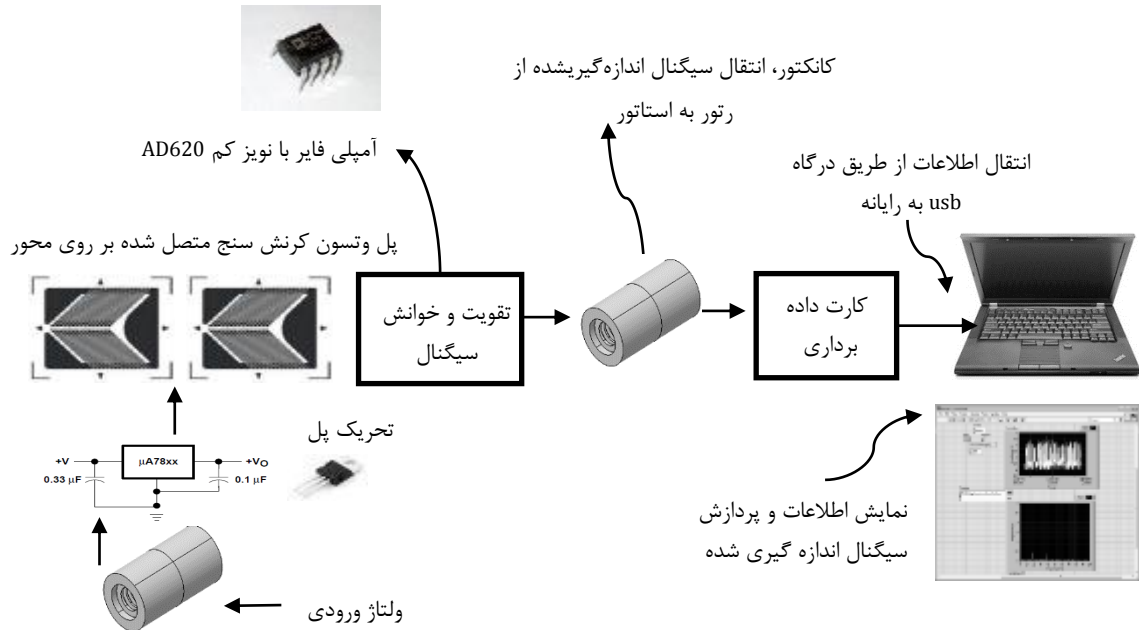 کانکتور، انتقال سیگنال اندازه‌گیریشده از
رتور به استاتور
آمپلی فایر با نویز کم AD620
انتقال اطلاعات از طریق درگاه
usb به رایانه
پل وتسون کرنش سنج متصل شده بر روی محور
تقویت و خوانش
سیگنال
کارت داده
برداری
تحریک پل
+V
µA78xx
+VO
0.33 µF
0.1 µF
نمایش اطلاعات و پردازش
سیگنال اندازه گیری شده
ولتاژ ورودی